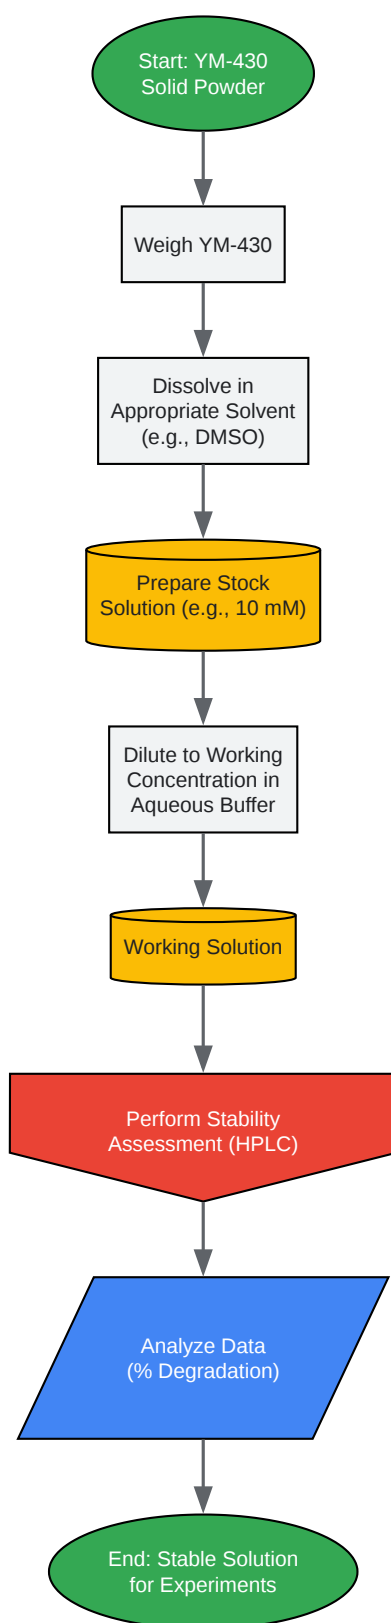 Start: YM-430
Solid Powder
Weigh YM-430
Dissolve in
Appropriate Solvent
(e.g., DMSO)
Prepare Stock
Solution (e.g., 10 mM)
Dilute to Working
Concentration in
Aqueous Buffer
Working Solution
Perform Stability
Assessment (HPLC)
Analyze Data
(% Degradation)
End: Stable Solution
for Experiments